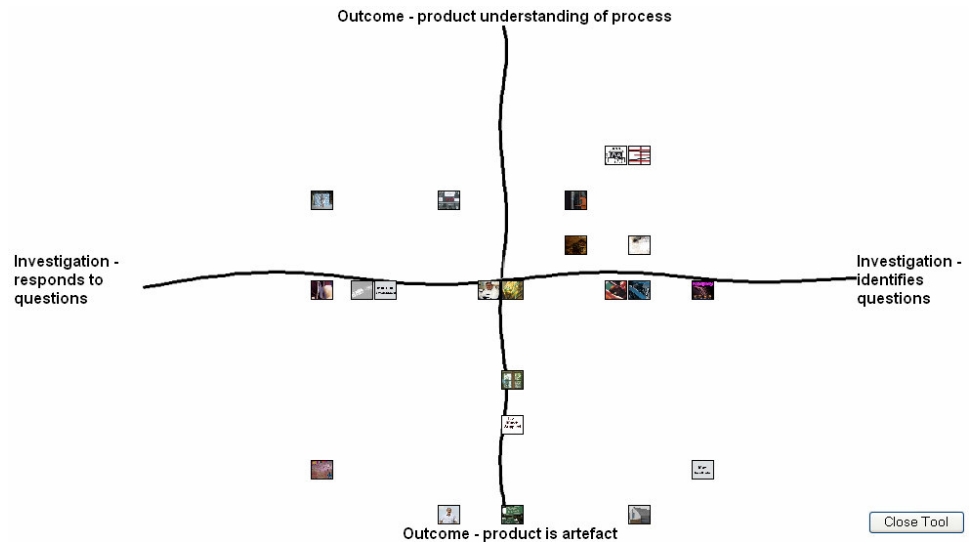 Outcome - product understanding of process
Investigation -
responds to
questions
Investigation -
identifies
questions
Outcome - product is artefact
Close Tool